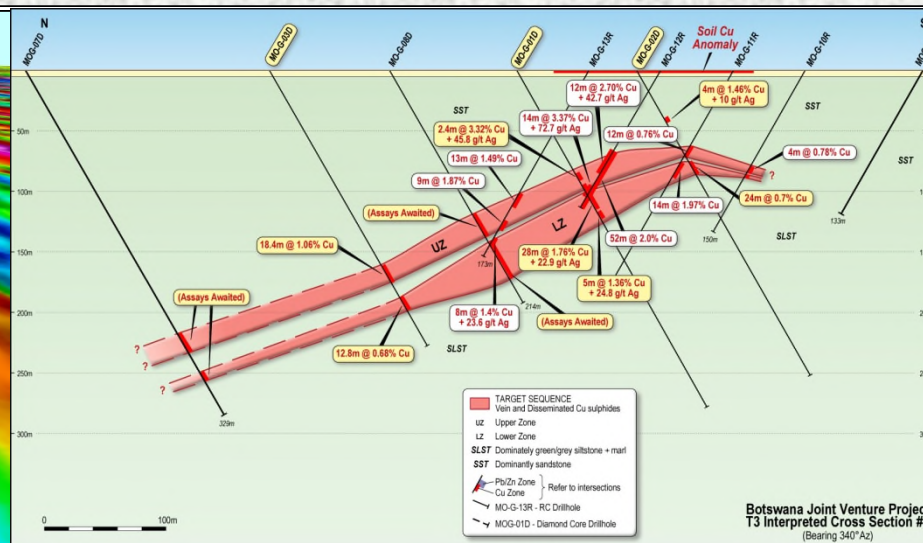 N
S
MOG-07D
MO-G-03D
MO-G-08D
MO-G-01D
MO-G-13R
MO-G-02D
MO-G-12R
MO-G-11R
MO-G-10R
Soil Cu
Anomaly
12m @ 2.70% Cu
+ 42.7 g/t Ag
4m @ 1.46% Cu
+ 10 g/t Ag
SST
SST
SST
50m
14m @ 3.37% Cu
+ 72.7 g/t Ag
2.4m @ 3.32% Cu
+ 45.8 g/t Ag
12m @ 0.76% Cu
13m @ 1.49% Cu
4m @ 0.78% Cu
9m @ 1.87% Cu
?
100m
24m @ 0.7% Cu
14m @ 1.97% Cu
(Assays Awaited)
133m
150m
SLST
UZ
LZ
52m @ 2.0% Cu
18.4m @ 1.06% Cu
28m @ 1.76% Cu
+ 22.9 g/t Ag
150m
173m
5m @ 1.36% Cu
+ 24.8 g/t Ag
(Assays Awaited)
200m
214m
8m @ 1.4% Cu
+ 23.6 g/t Ag
(Assays Awaited)
?
?
12.8m @ 0.68% Cu
SLST
250m
?
?
329m
300m
TARGET SEQUENCE
Vein and Disseminated Cu sulphides
UZ Upper Zone
LZ Lower Zone
SLST Dominately green/grey siltstone + marl
SST Dominantly sandstone
Pb/Zn Zone
Cu Zone
Refer to intersections
MO-G-13R - RC Drillhole
MOG-01D - Diamond Core Drillhole
0 100m
Botswana Joint Venture Projec
T3 Interpreted Cross Section #
(Bearing 340°Az)